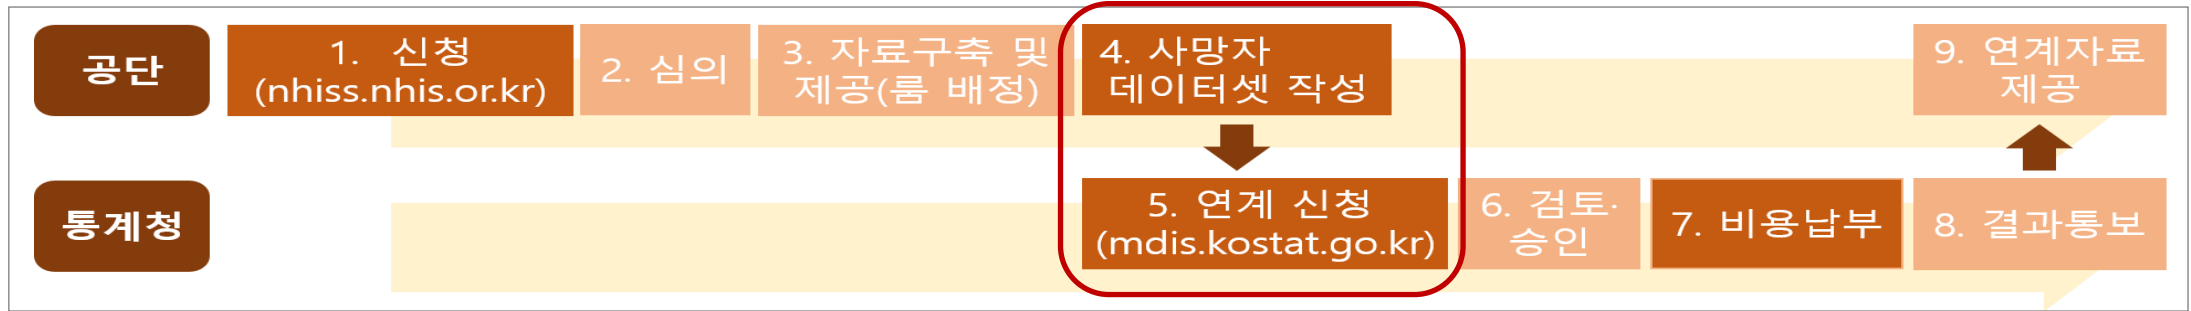 공단
1. 신청
(nhiss.nhis.or.kr)
2. 심의
3. 자료구축 및
제공(룸 배정)
4. 사망자
데이터셋 작성
9. 연계자료
제공
통계청
5. 연계 신청
(mdis.kostat.go.kr)
6. 검토·
승인
7. 비용납부
8. 결과통보